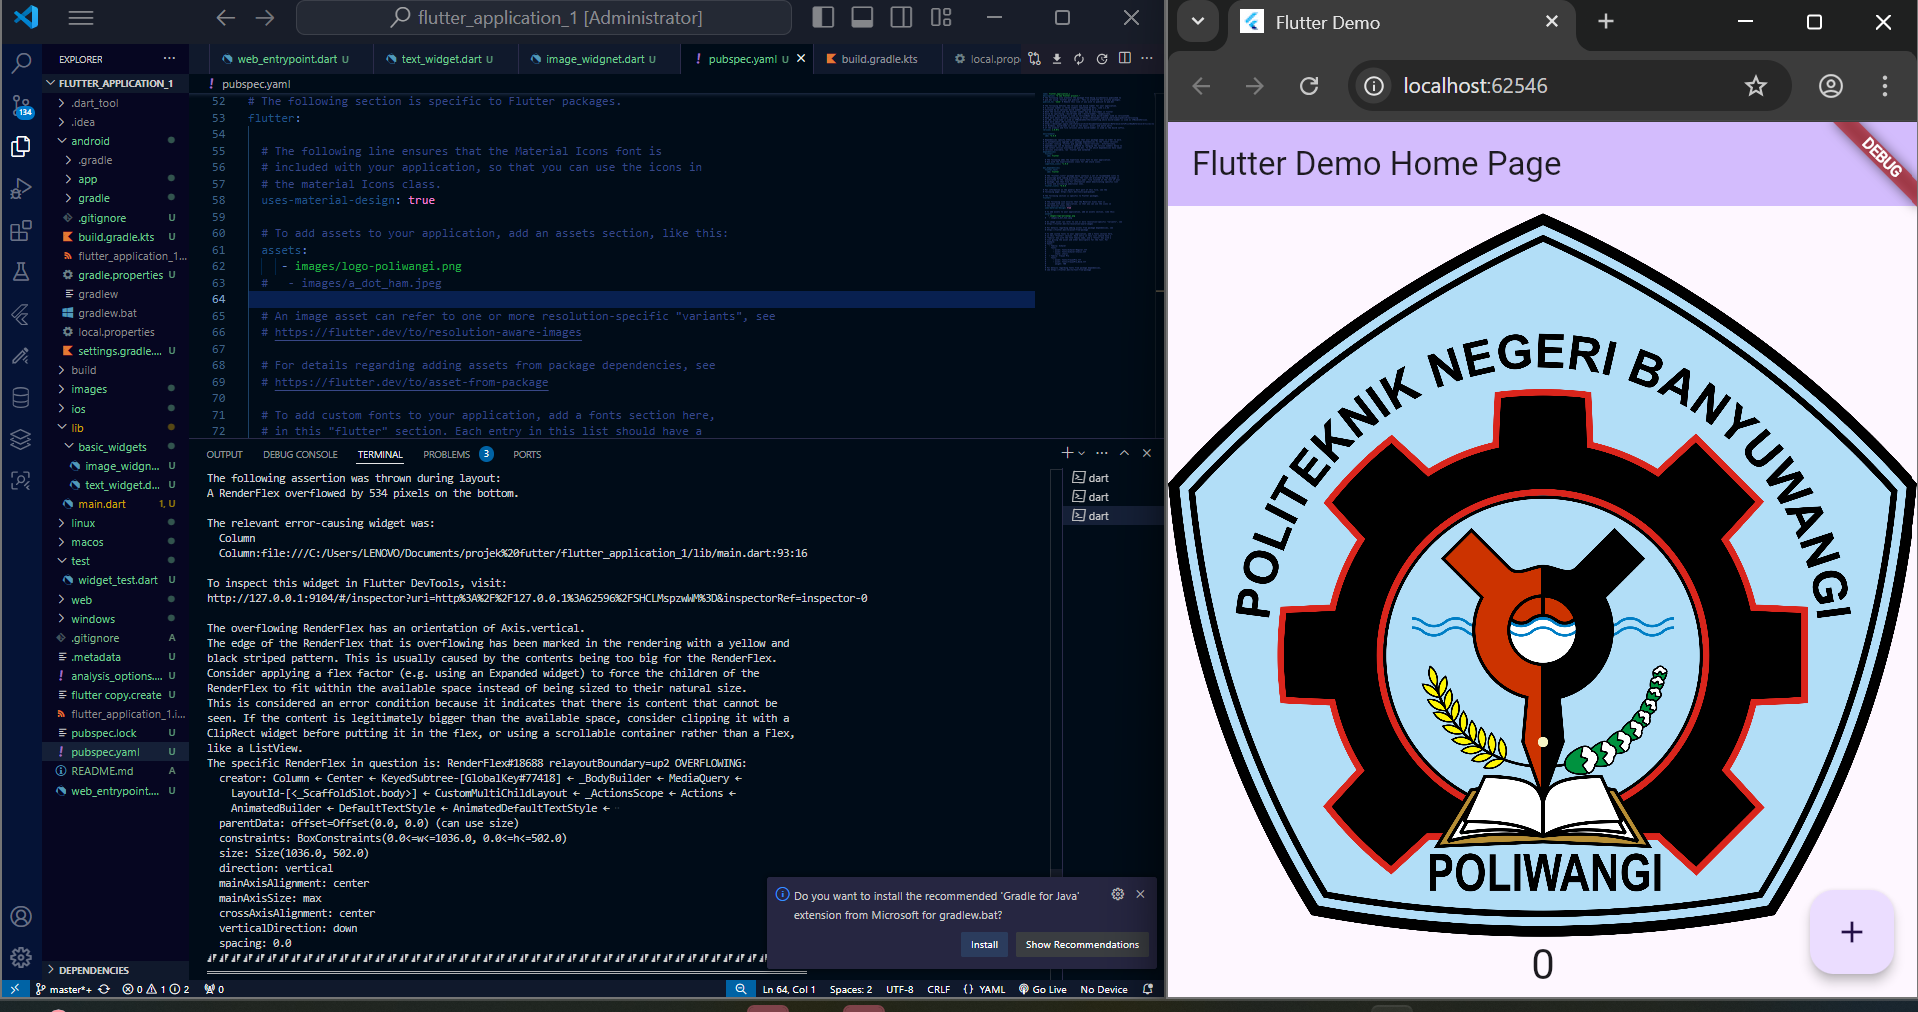 flutter_application_1 [Administrator]
EXPLORER
FLUTTER_APPLICATION_1
.dart_tool
.idea
android
.gradle
app
gradle
.gitignore U
build.gradle.kts U
flutter_application_1...
gradle.properties U
gradlew
gradlew.bat
local.properties
settings.gradle.... U
build
images
ios
lib
basic_widgets
image_widgn... U
text_widget.d... U
main.dart 1, U
linux
macos
test
widget_test.dart U
web
windows
.gitignore A
.metadata U
analysis_options.... U
flutter copy.create U
flutter_application_1.i...
pubspec.lock U
pubspec.yaml U
README.md A
web_entrypoint.... U
DEPENDENCIES
134
web_entrypoint.dart U
text_widget.dart U
image_widgnet.dart U
! pubspec.yaml U
build.gradle.kts
local.prop
! pubspec.yaml
52 # The following section is specific to Flutter packages.
53 flutter:
54
55 # The following line ensures that the Material Icons font is
56 # included with your application, so that you can use the icons in
57 # the material Icons class.
58 uses-material-design: true
59
60 # To add assets to your application, add an assets section, like this:
61 assets:
62 - images/logo-poliwangi.png
63 #   - images/a_dot_ham.jpeg
64
65 # An image asset can refer to one or more resolution-specific "variants", see
66 # https://flutter.dev/to/resolution-aware-images
67
68 # For details regarding adding assets from package dependencies, see
69 # https://flutter.dev/to/asset-from-package
70
71 # To add custom fonts to your application, add a fonts section here,
72 # in this "flutter" section. Each entry in this list should have a
OUTPUT DEBUG CONSOLE TERMINAL PROBLEMS 3 PORTS
The following assertion was thrown during layout:
A RenderFlex overflowed by 534 pixels on the bottom.
The relevant error-causing widget was:
Column
Column:file:///C:/Users/LENOVO/Documents/projek%20futter/flutter_application_1/lib/main.dart:93:16
To inspect this widget in Flutter DevTools, visit:
http://127.0.0.1:9104/#/inspector?uri=http%3A%2F%2F127.0.0.1%3A62596%2FSHCLMspzwWM%3D&inspectorRef=inspector-0
The overflowing RenderFlex has an orientation of Axis.vertical.
The edge of the RenderFlex that is overflowing has been marked in the rendering with a yellow and
black striped pattern. This is usually caused by the contents being too big for the RenderFlex.
Consider applying a flex factor (e.g. using an Expanded widget) to force the children of the
RenderFlex to fit within the available space instead of being sized to their natural size.
This is considered an error condition because it indicates that there is content that cannot be
seen. If the content is legitimately bigger than the available space, consider clipping it with a
ClipRect widget before putting it in the flex, or using a scrollable container rather than a Flex,
like a ListView.
The specific RenderFlex in question is: RenderFlex#18688 relayoutBoundary=up2 OVERFLOWING:
creator: Column ← Center ← KeyedSubtree-[GlobalKey#77418] ← _BodyBuilder ← MediaQuery ←
LayoutId-[<_ScaffoldSlot.body>] ← CustomMultiChildLayout ← _ActionsScope ← Actions ←
AnimatedBuilder ← DefaultTextStyle ← AnimatedDefaultTextStyle ← ⋯
parentData: offset=Offset(0.0, 0.0) (can use size)
constraints: BoxConstraints(0.0<=w<=1036.0, 0.0<=h<=502.0)
size: Size(1036.0, 502.0)
direction: vertical
mainAxisAlignment: center
mainAxisSize: max
crossAxisAlignment: center
verticalDirection: down
spacing: 0.0
dart
dart
dart
Do you want to install the recommended 'Gradle for Java'
extension from Microsoft for gradlew.bat?
Install
Show Recommendations
master*+ 0 1 2 0
Ln 64, Col 1 Spaces: 2 UTF-8 CRLF {} YAML Go Live No Device
Flutter Demo
localhost:62546
Flutter Demo Home Page
DEBUG
POLITEKNIK NEGERI BANYUWANGI
POLIWANGI
0
+